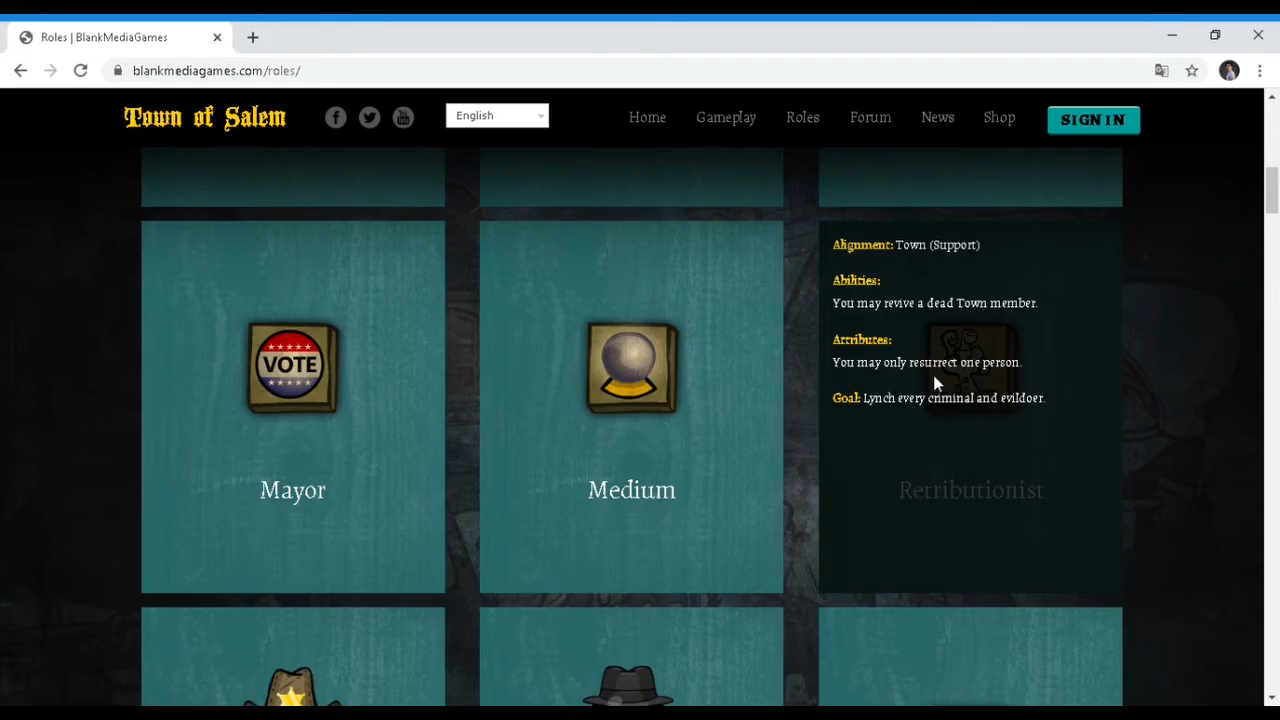 Roles | BlankMediaGames
blankmediagames.com/roles/
Town of Salem
English
Home
Gameplay
Roles
Forum
News
Shop
SIGN IN
Alignment: Town (Support)
Abilities:
You may revive a dead Town member.
Attributes:
You may only resurrect one person.
Goal: Lynch every criminal and evildoer.
VOTE
Mayor
Medium
Retributionist